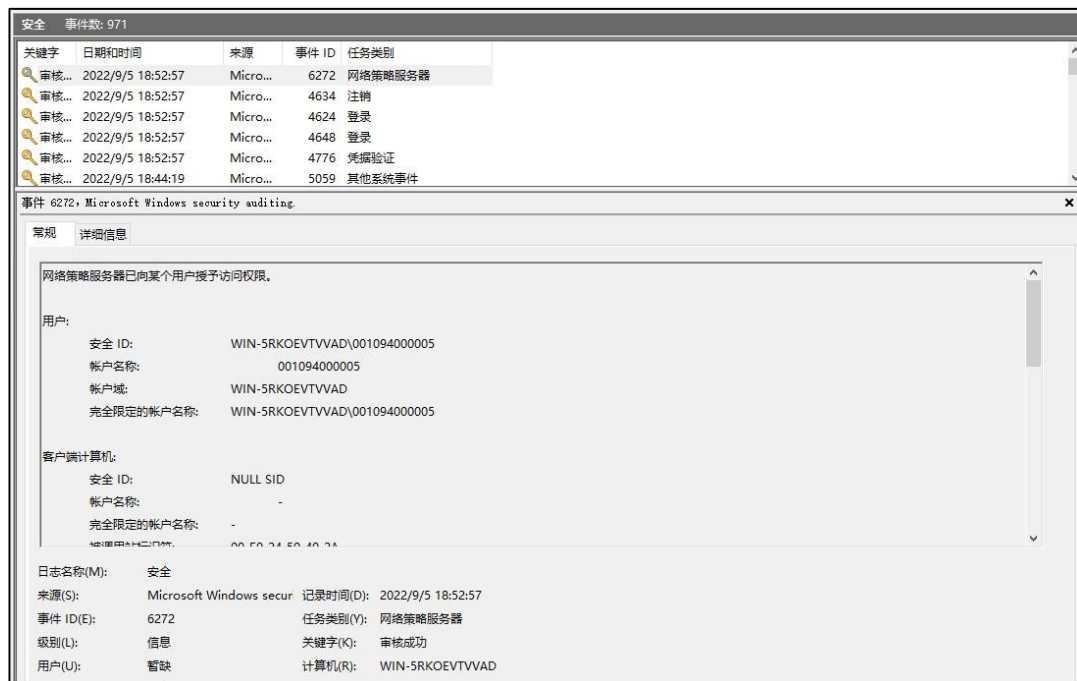 安全 事件数: 971
关键字 日期和时间 来源 事件 ID 任务类别
审核... 2022/9/5 18:52:57 Micro... 6272 网络策略服务器
审核... 2022/9/5 18:52:57 Micro... 4634 注销
审核... 2022/9/5 18:52:57 Micro... 4624 登录
审核... 2022/9/5 18:52:57 Micro... 4648 登录
审核... 2022/9/5 18:52:57 Micro... 4776 凭据验证
审核... 2022/9/5 18:44:19 Micro... 5059 其他系统事件
事件 6272，Microsoft Windows security auditing.
常规 详细信息
网络策略服务器已向某个用户授予访问权限。
用户:
安全 ID: WIN-5RKOEVTVVAD\001094000005
帐户名称: 001094000005
帐户域: WIN-5RKOEVTVVAD
完全限定的帐户名称: WIN-5RKOEVTVVAD\001094000005
客户端计算机:
安全 ID: NULL SID
帐户名称: -
完全限定的帐户名称: -
日志名称(M): 安全
来源(S): Microsoft Windows secur 记录时间(D): 2022/9/5 18:52:57
事件 ID(E): 6272 任务类别(Y): 网络策略服务器
级别(L): 信息 关键字(K): 审核成功
用户(U): 暂缺 计算机(R): WIN-5RKOEVTVVAD